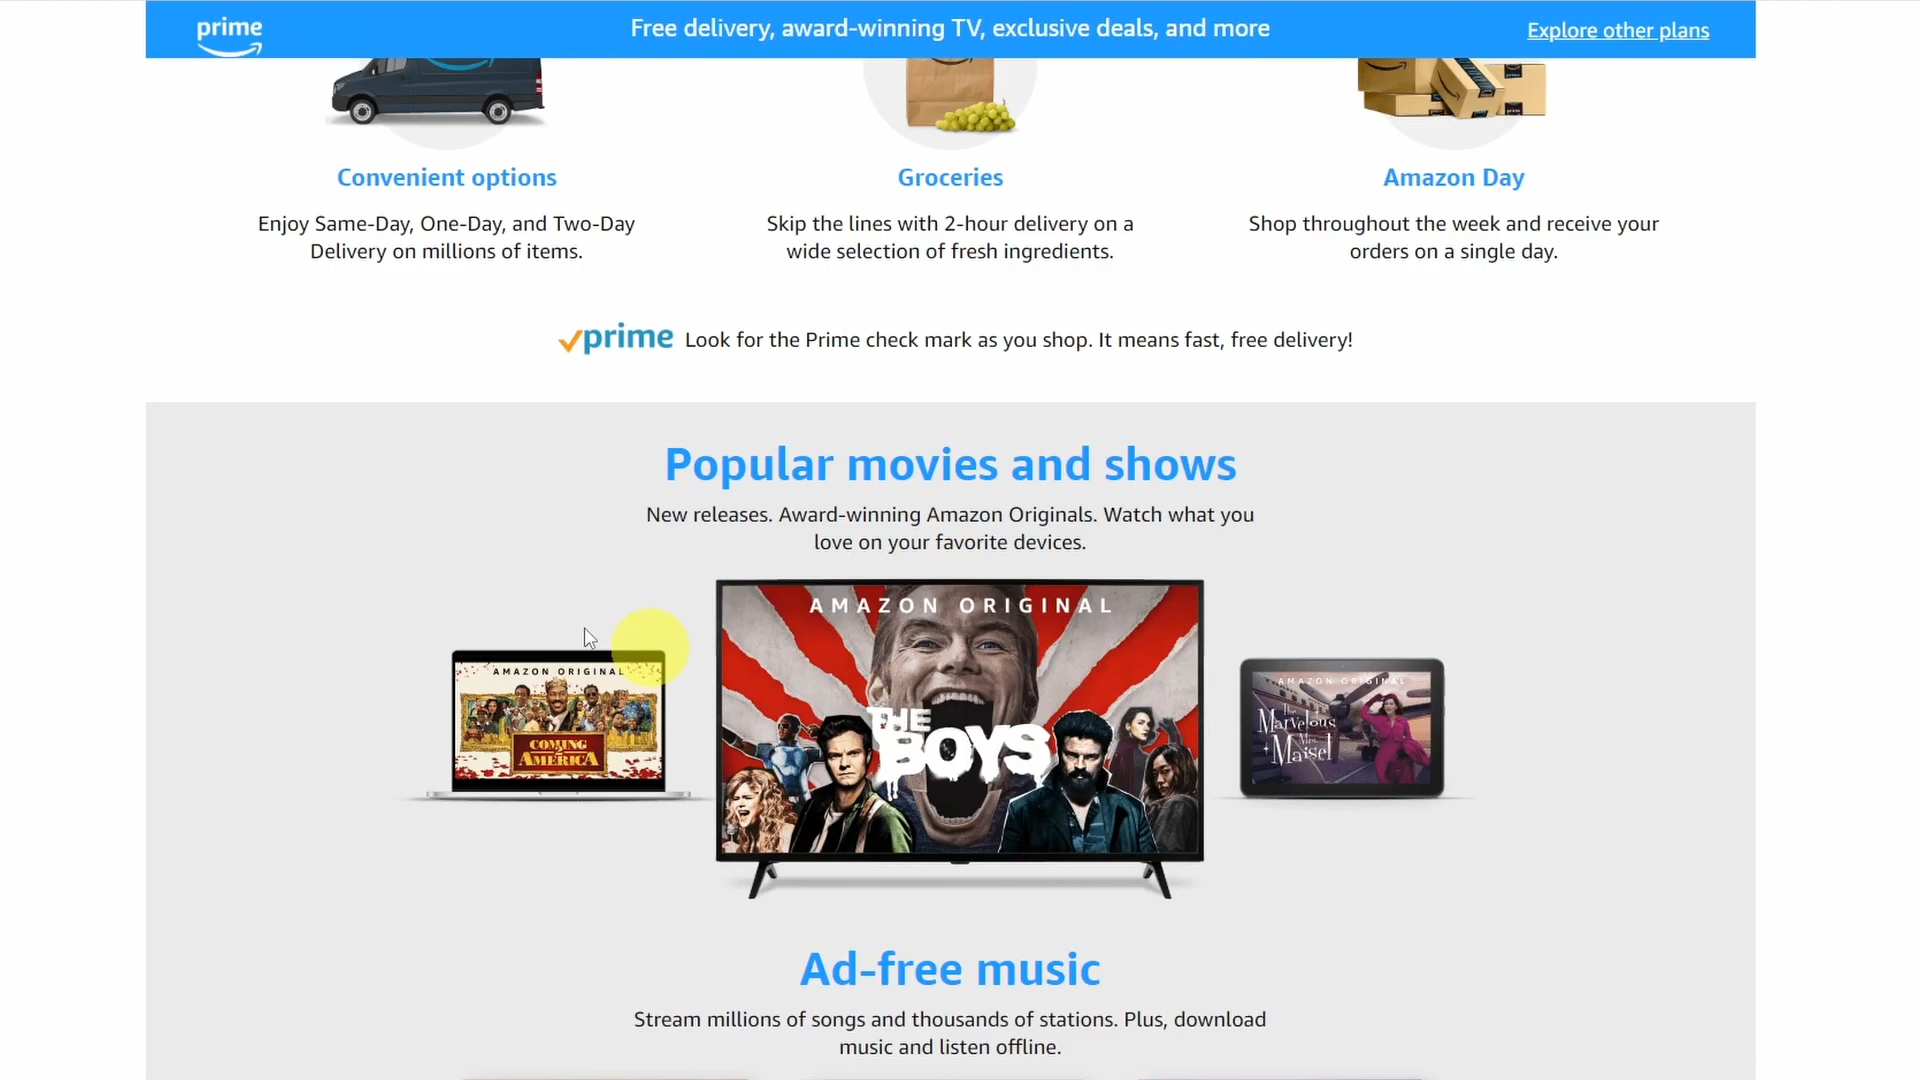 prime
Free delivery, award-winning TV, exclusive deals, and more
Explore other plans
Convenient options
Groceries
Amazon Day
Enjoy Same-Day, One-Day, and Two-Day
Delivery on millions of items.
Skip the lines with 2-hour delivery on a
wide selection of fresh ingredients.
Shop throughout the week and receive your
orders on a single day.
prime Look for the Prime check mark as you shop. It means fast, free delivery!
Popular movies and shows
New releases. Award-winning Amazon Originals. Watch what you
love on your favorite devices.
AMAZON ORIGINAL
COMING
2
AMERICA
AMAZON ORIGINAL
THE
BOYS
AMAZON ORIGINAL
The
Marvelous
Mrs.
Maisel
Ad-free music
Stream millions of songs and thousands of stations. Plus, download
music and listen offline.